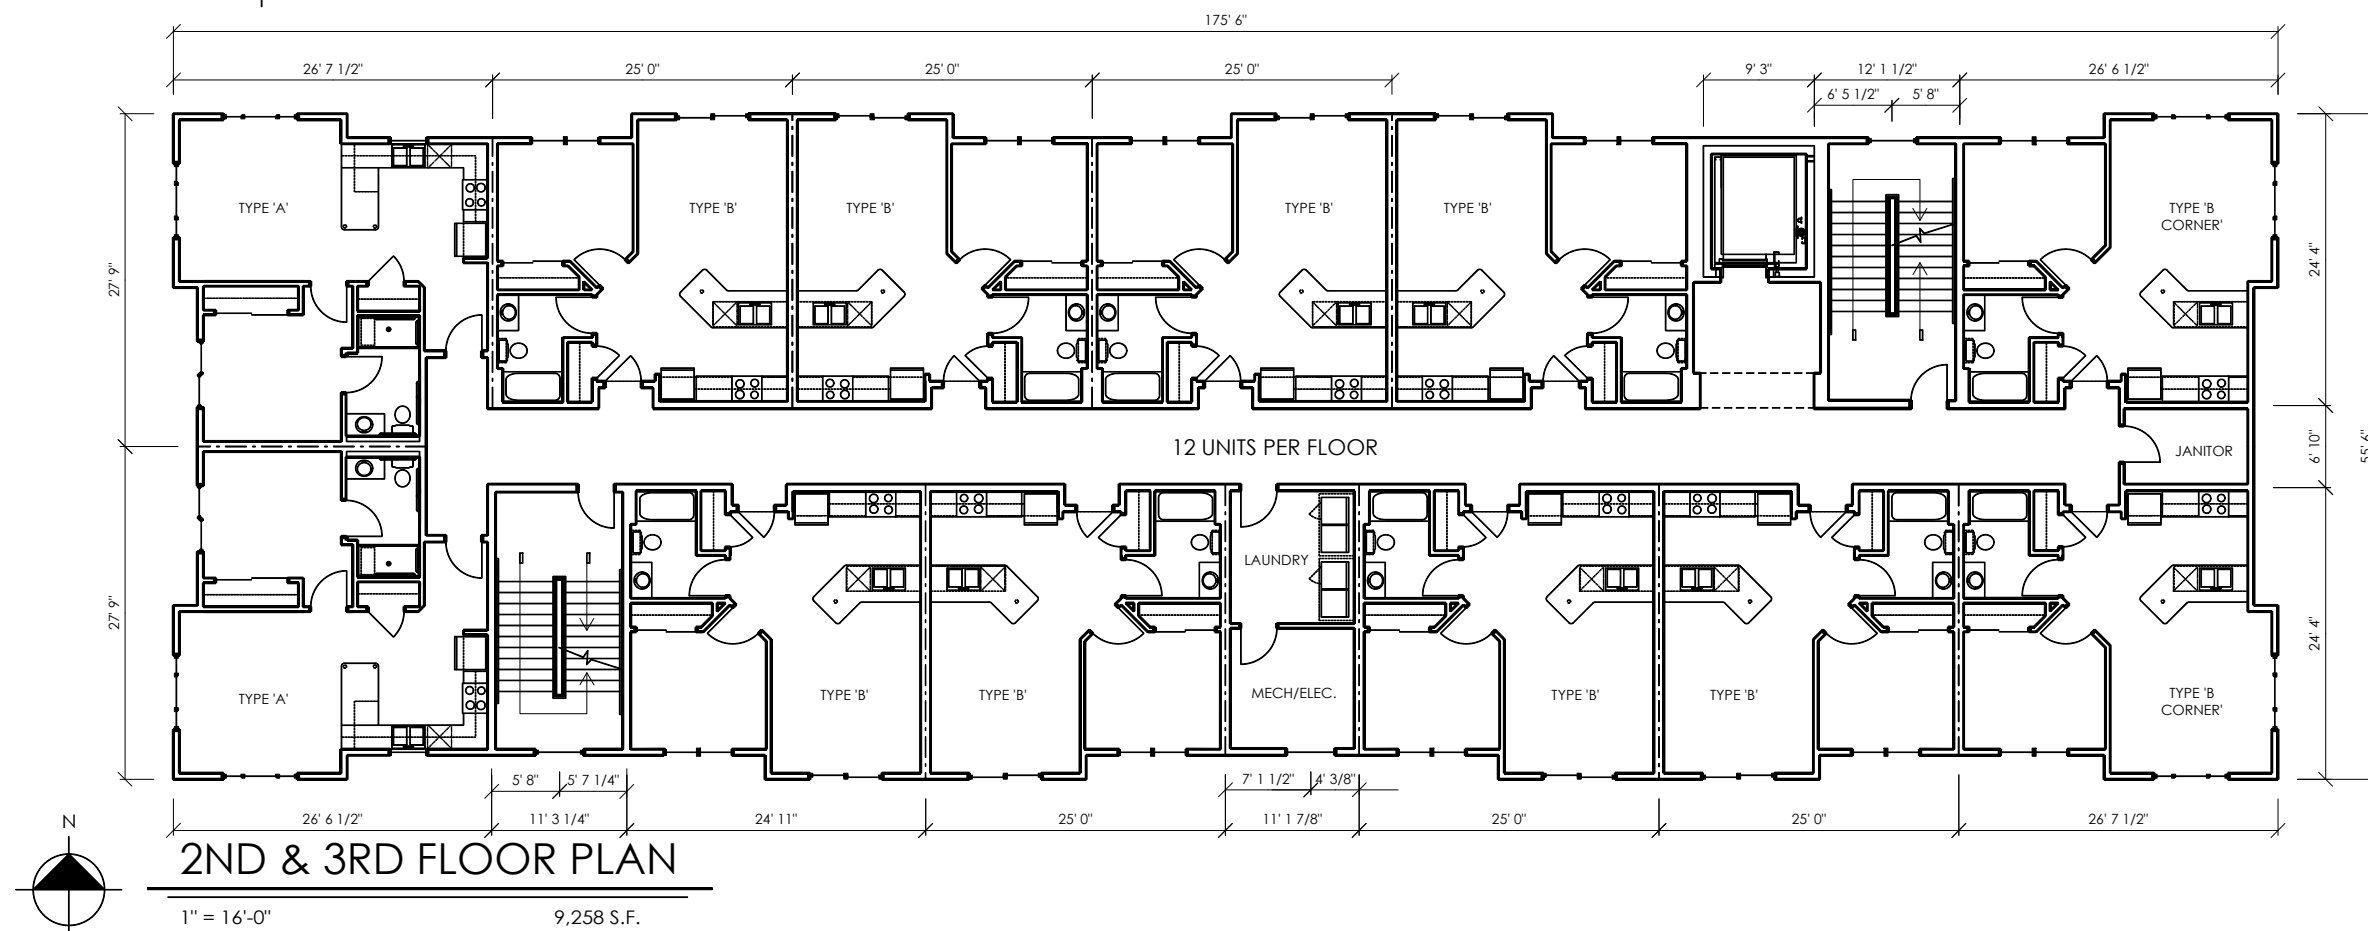 175' 6"
26' 7 1/2" 25' 0" 25' 0" 25' 0" 9' 3" 12' 1 1/2" 26' 6 1/2"
6' 5 1/2" 5' 8"
TYPE 'A' TYPE 'B' TYPE 'B' TYPE 'B' TYPE 'B' TYPE 'B
CORNER'
27' 9" 24' 4"
12 UNITS PER FLOOR
JANITOR
6' 10" 55' 6"
LAUNDRY
27' 9" 24' 4"
TYPE 'A' TYPE 'B' TYPE 'B' MECH/ELEC. TYPE 'B' TYPE 'B' TYPE 'B
CORNER'
5' 8" 5' 7 1/4" 7' 1 1/2" 4' 3/8"
26' 6 1/2" 11' 3 1/4" 24' 11" 25' 0" 11' 1 7/8" 25' 0" 25' 0" 26' 7 1/2"
N
2ND & 3RD FLOOR PLAN
1" = 16'-0" 9,258 S.F.